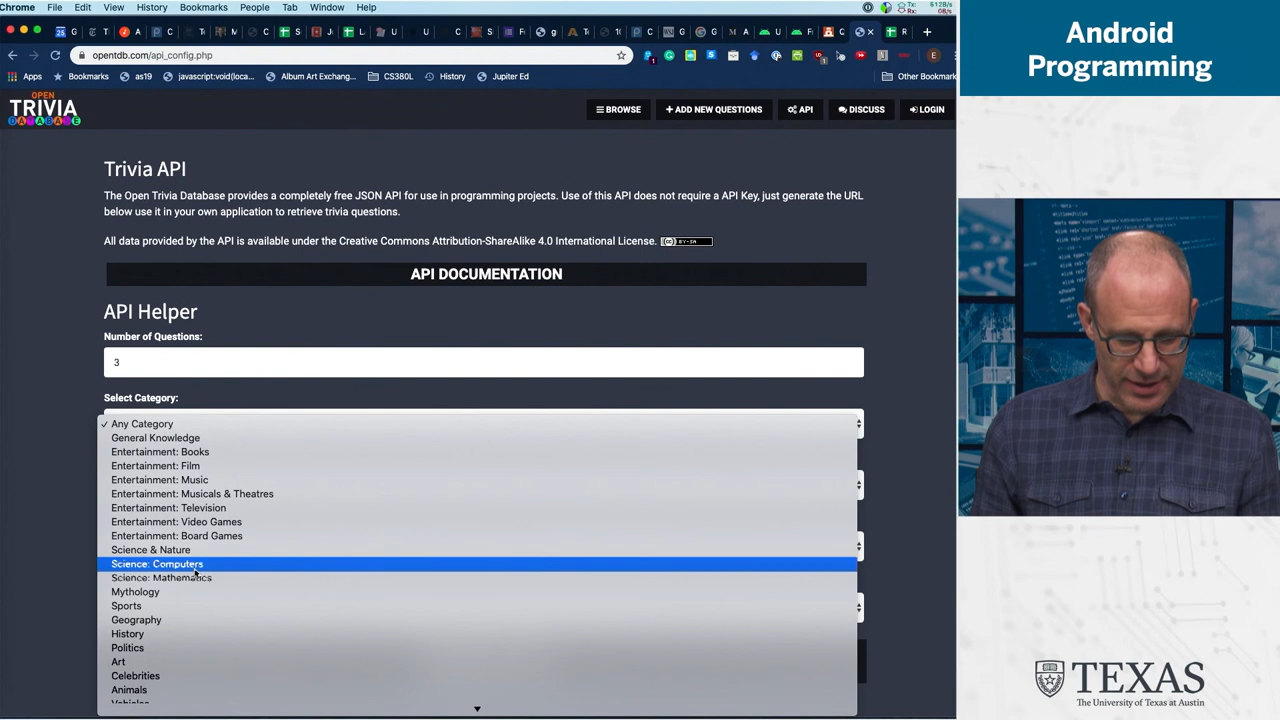 Chrome File Edit View History Bookmarks People Tab Window Help
Android
Programming
opentdb.com/api_config.php
Apps Bookmarks as19 javascript:void(loca... Album Art Exchang... CS380L History Jupiter Ed Other Bookmark
OPEN
TRIVIA
DATABASE
BROWSE + ADD NEW QUESTIONS API DISCUSS LOGIN
Trivia API
The Open Trivia Database provides a completely free JSON API for use in programming projects. Use of this API does not require a API Key, just generate the URL
below use it in your own application to retrieve trivia questions.
All data provided by the API is available under the Creative Commons Attribution-ShareAlike 4.0 International License.
API DOCUMENTATION
API Helper
Number of Questions:
3
Select Category:
✓ Any Category
General Knowledge
Entertainment: Books
Entertainment: Film
Entertainment: Music
Entertainment: Musicals & Theatres
Entertainment: Television
Entertainment: Video Games
Entertainment: Board Games
Science & Nature
Science: Computers
Science: Mathematics
Mythology
Sports
Geography
History
Politics
Art
Celebrities
Animals
Vehicles
TEXAS
The University of Texas at Austin